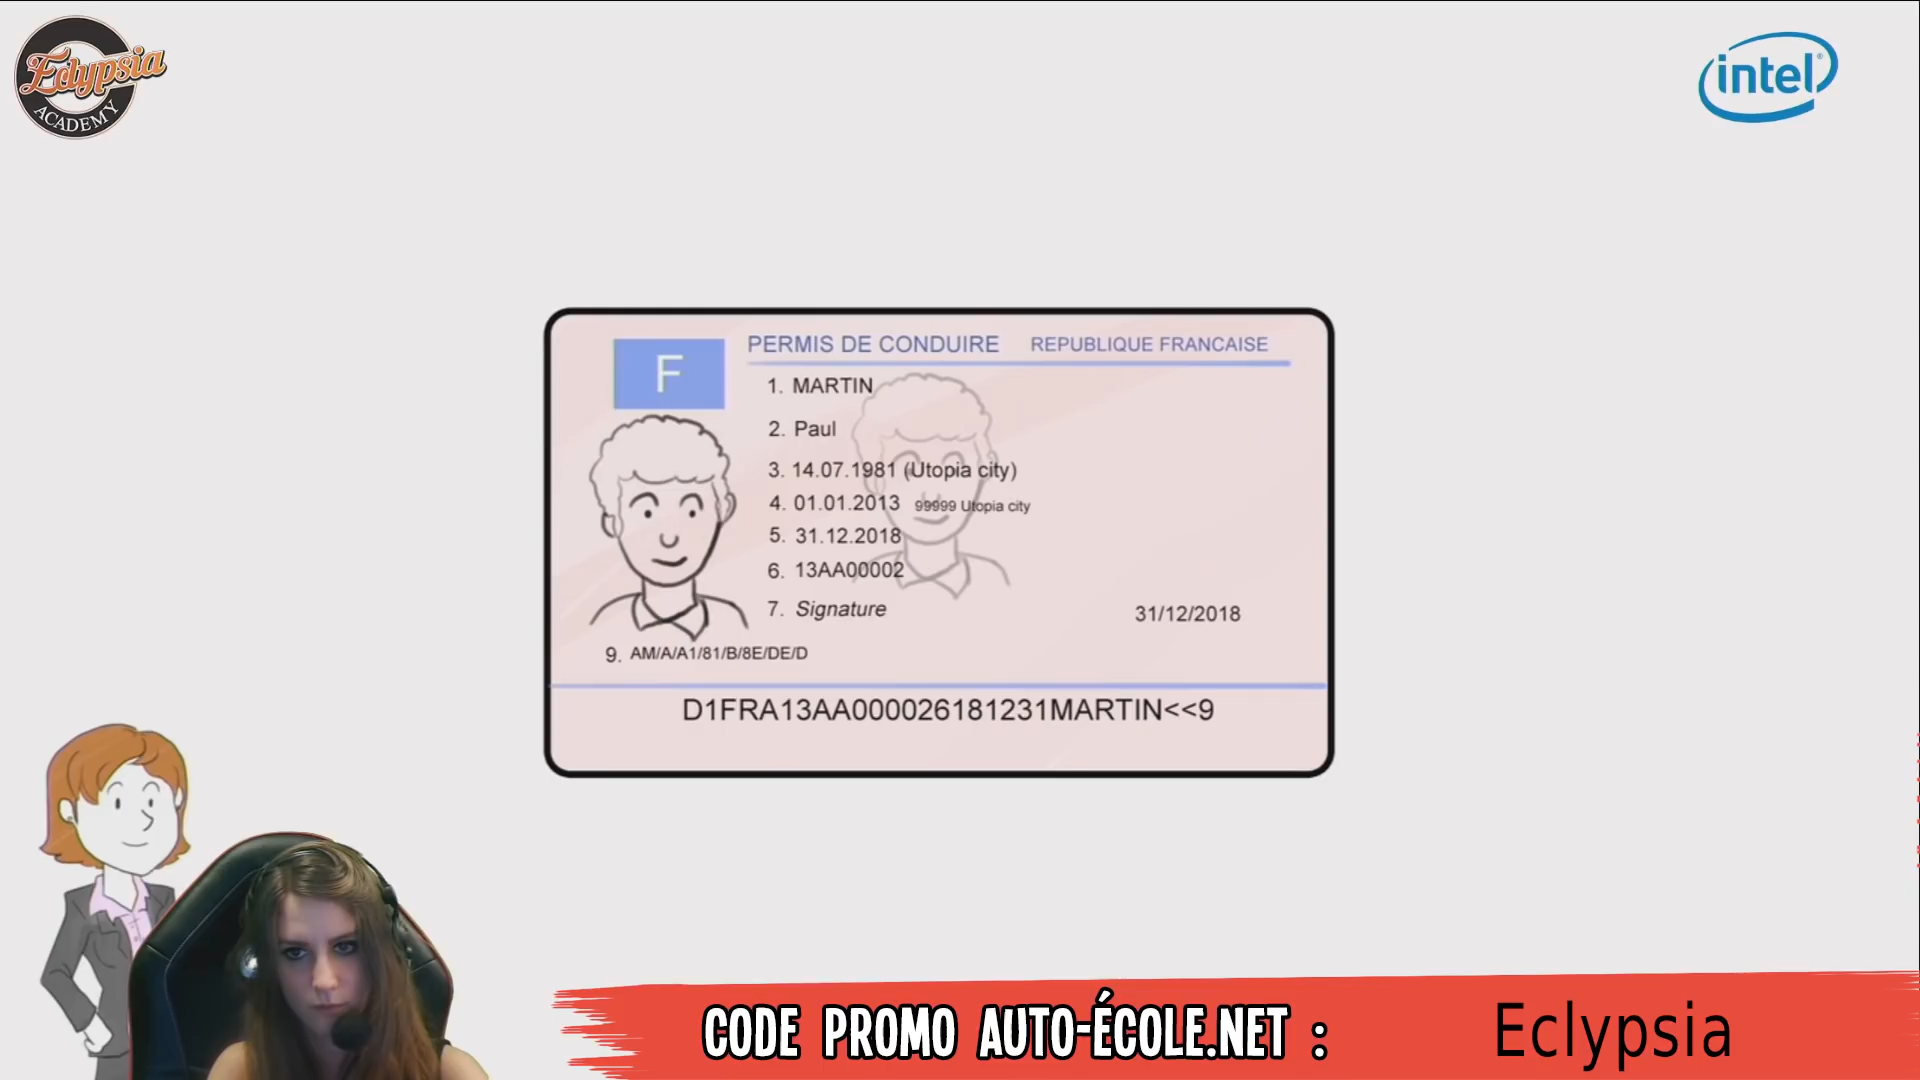 Eclypsia
ACADEMY
intel
F
PERMIS DE CONDUIRE REPUBLIQUE FRANCAISE
1. MARTIN
2. Paul
3. 14.07.1981 (Utopia city)
4. 01.01.2013 99999 Utopia city
5. 31.12.2018
6. 13AA00002
7. Signature 31/12/2018
9. AM/A/A1/81/B/8E/DE/D
D1FRA13AA000026181231MARTIN<<9
CODE PROMO AUTO-ÉCOLE.NET : Eclypsia